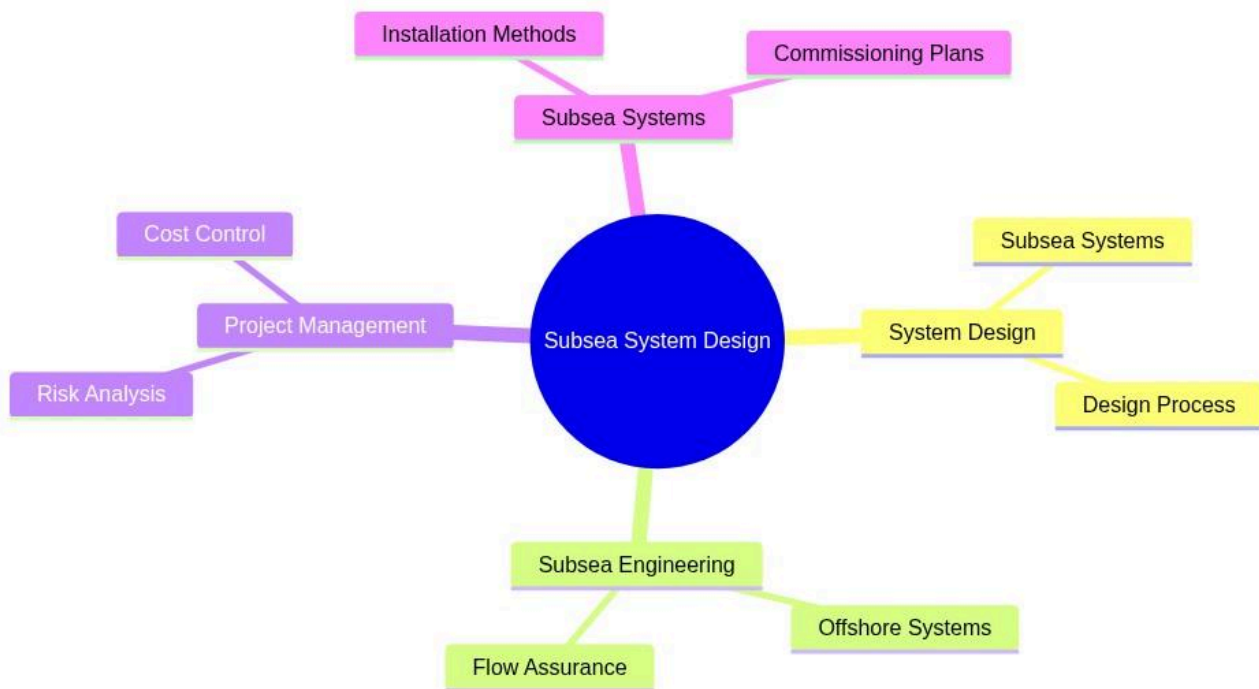 Installation Methods
Commissioning Plans
Subsea Systems
Cost Control
Subsea Systems
Project Management
System Design
Subsea System Design
Risk Analysis
Design Process
Subsea Engineering
Offshore Systems
Flow Assurance